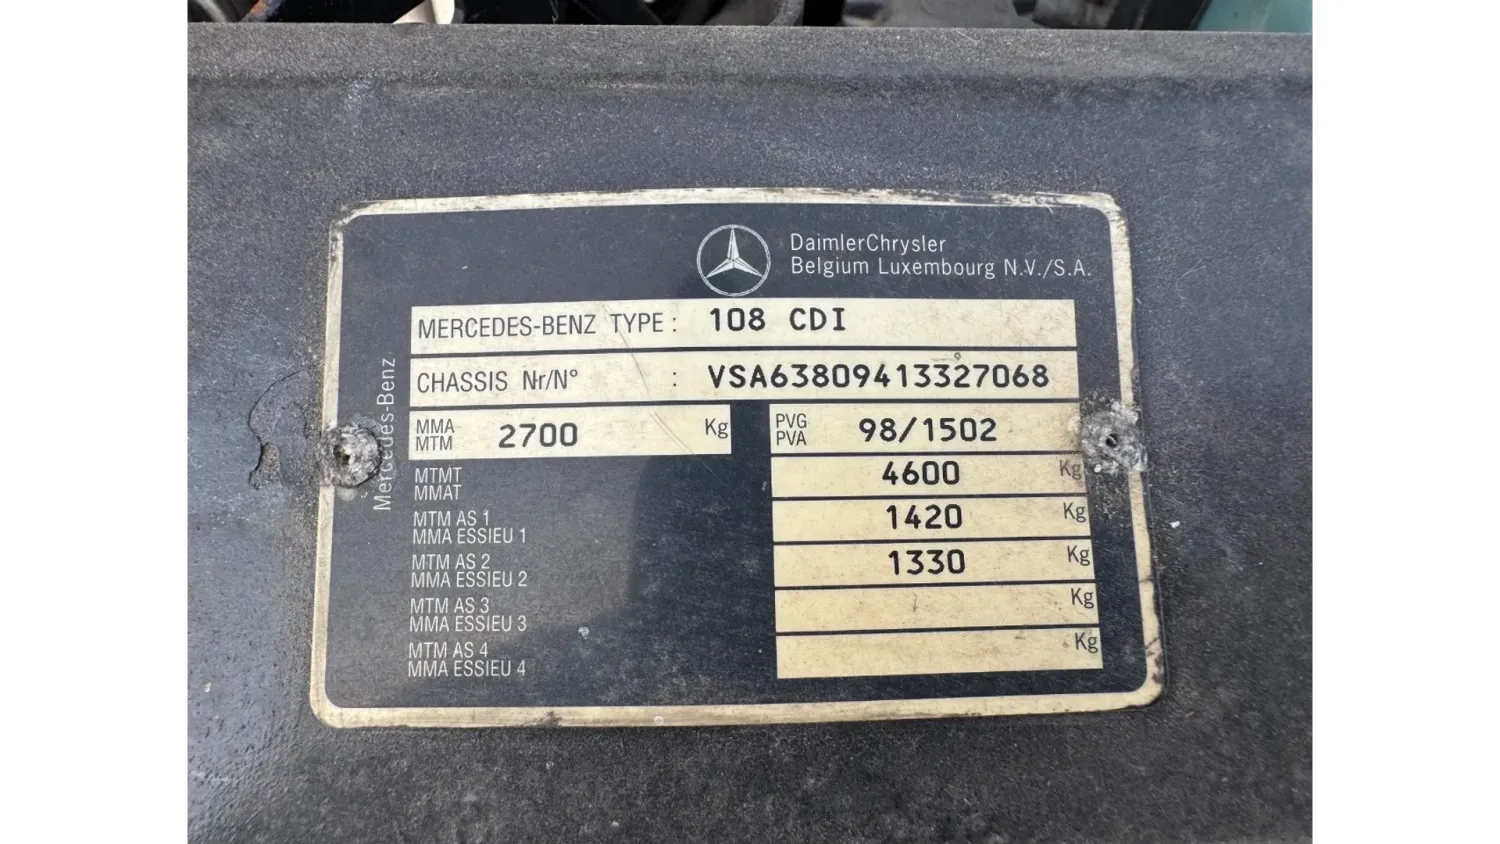 DaimlerChrysler
Belgium Luxembourg N.V./S.A.
Mercedes-Benz
MERCEDES-BENZ TYPE : 108 CDI
CHASSIS Nr/N° : VSA63809413327068
MMA
MTM 2700 Kg
PVG
PVA 98/1502
MTMT
MMAT 4600 Kg
MTM AS 1
MMA ESSIEU 1 1420 Kg
MTM AS 2
MMA ESSIEU 2 1330 Kg
MTM AS 3
MMA ESSIEU 3 Kg
MTM AS 4
MMA ESSIEU 4 Kg